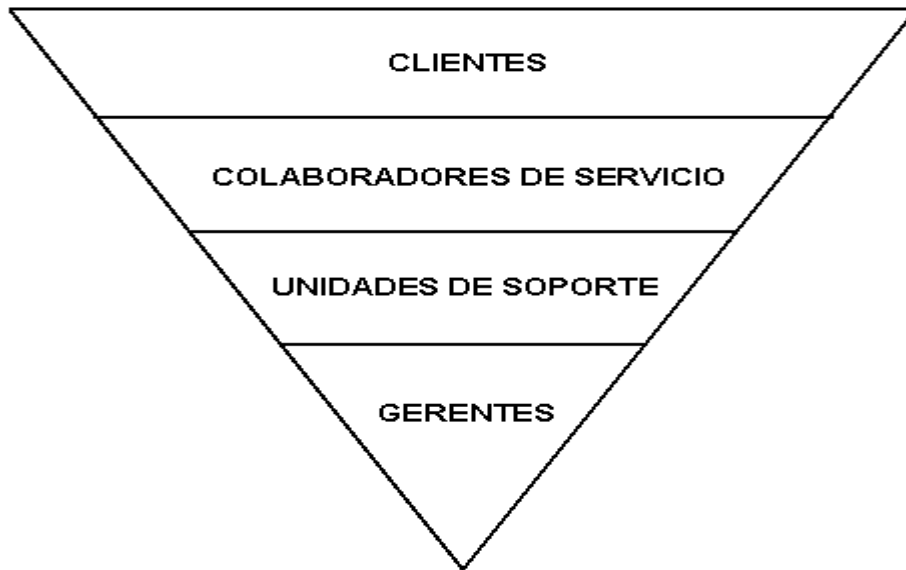 CLIENTES
COLABORADORES DE SERVICIO
UNIDADES DE SOPORTE
GERENTES